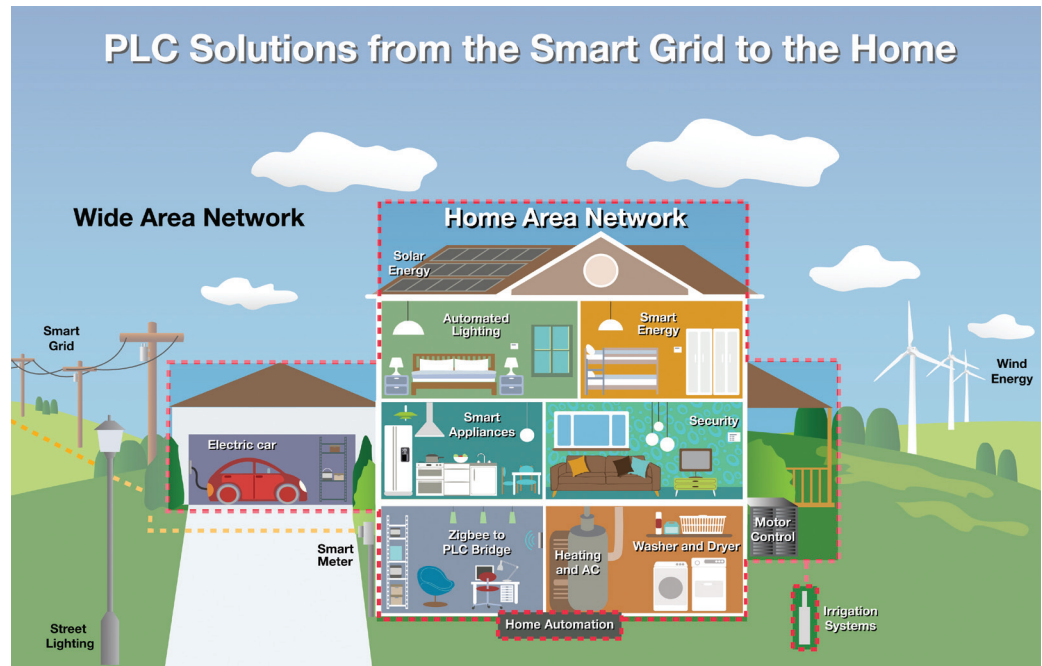 PLC Solutions from the Smart Grid to the Home
Wide Area Network
Home Area Network
Solar
Energy
Automated
Lighting
Smart
Energy
Smart
Grid
Wind
Energy
Electric car
Smart
Appliances
Security
Smart
Meter
Zigbee to
PLC Bridge
Heating
and AC
Washer and Dryer
Motor
Control
Street
Lighting
Home Automation
Irrigation
Systems